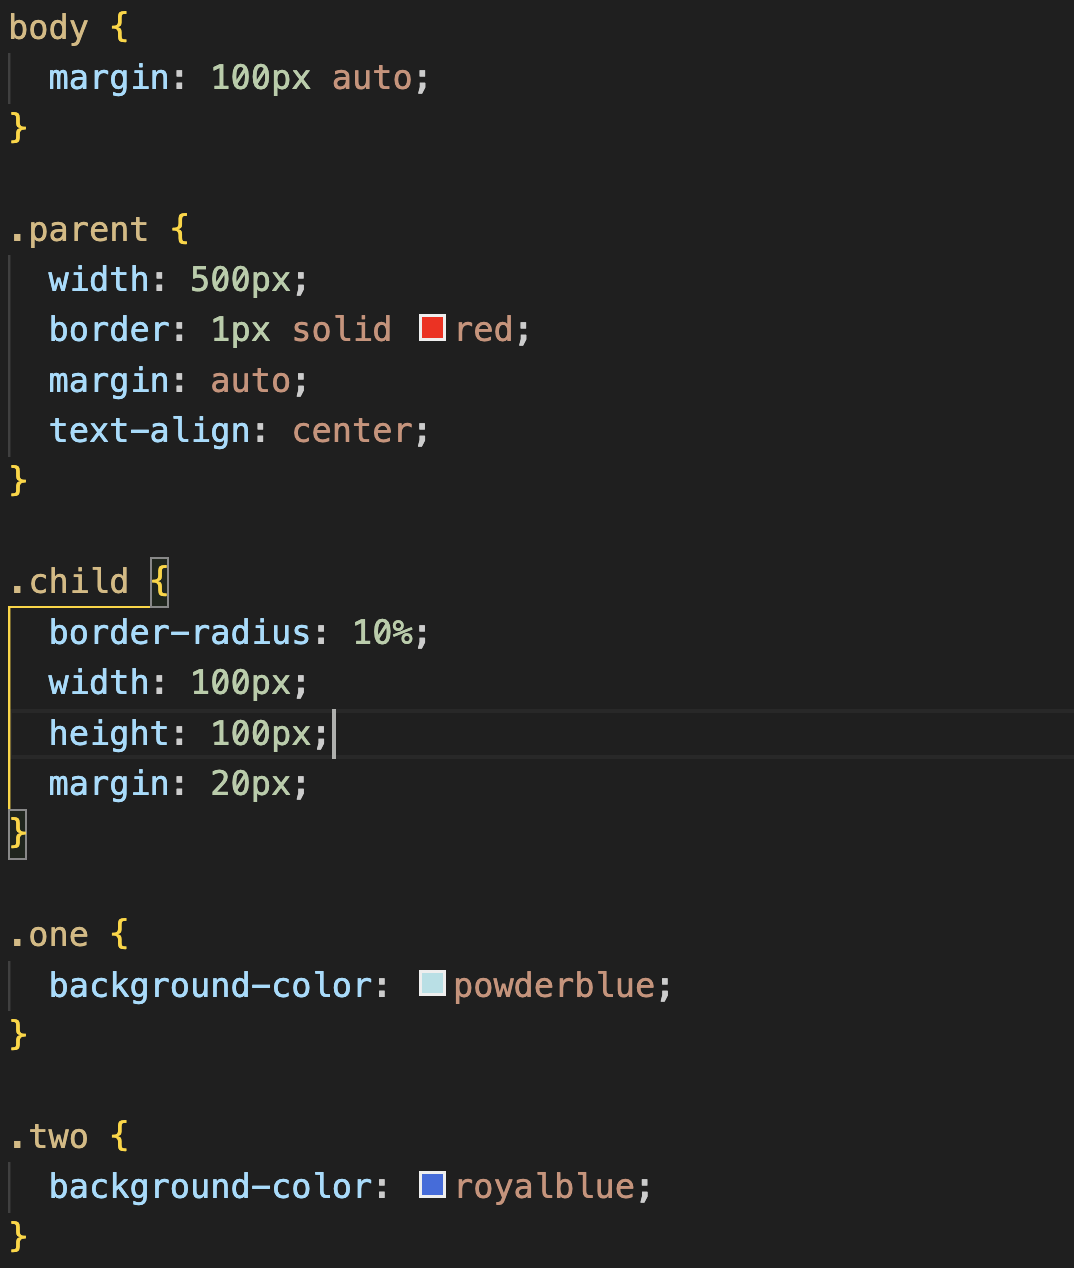 body {
  margin: 100px auto;
}

.parent {
  width: 500px;
  border: 1px solid red;
  margin: auto;
  text-align: center;
}

.child {
  border-radius: 10%;
  width: 100px;
  height: 100px;
  margin: 20px;
}

.one {
  background-color: powderblue;
}

.two {
  background-color: royalblue;
}